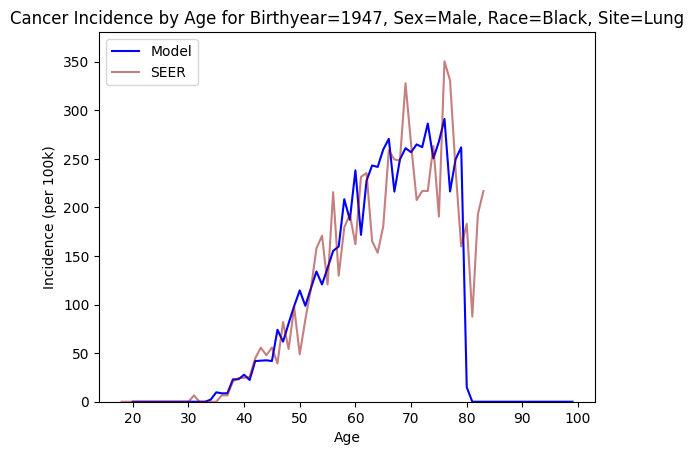 Cancer Incidence by Age for Birthyear=1947, Sex=Male, Race=Black, Site=Lung
Model
SEER
Incidence (per 100k)
350
300
250
200
150
100
50
0
20 30 40 50 60 70 80 90 100
Age